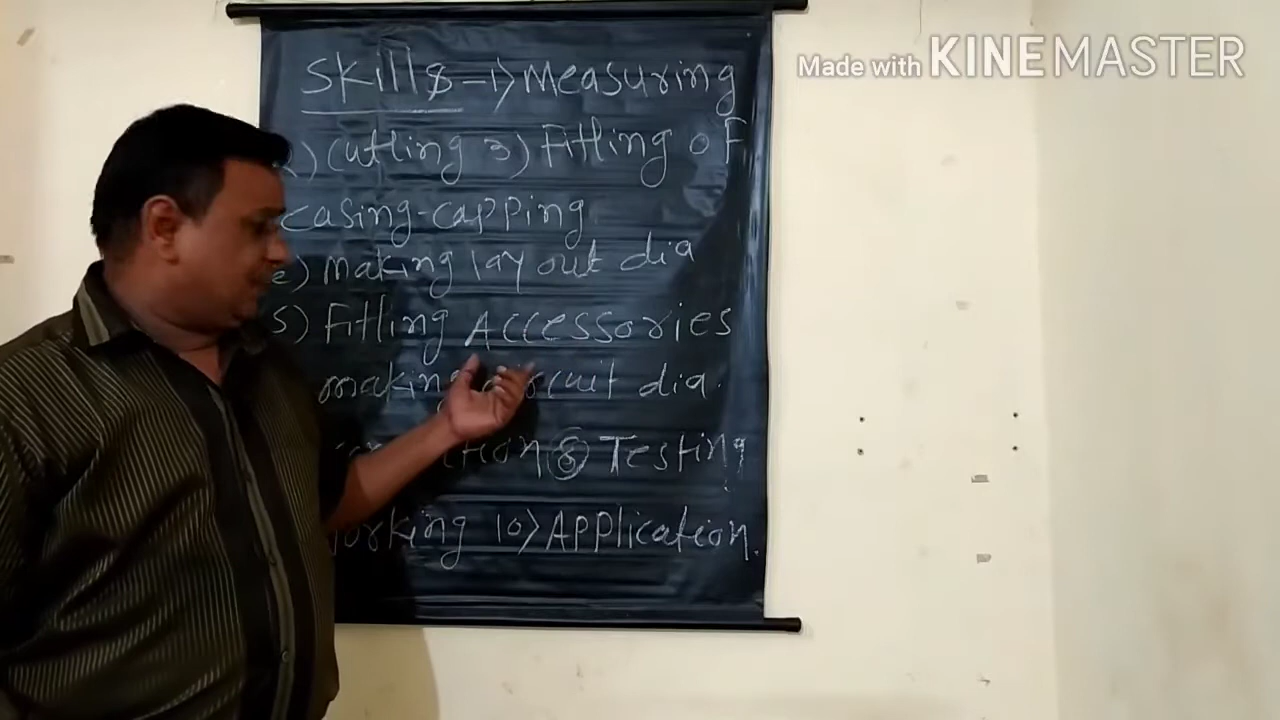 Made with KINEMASTER
Skills - 1) Measuring
2) Cutting 3) Fitting of
casing-capping
making lay out dia
5) Fitting Accessories
making circuit dia.
8 Testing
working 10) Application.